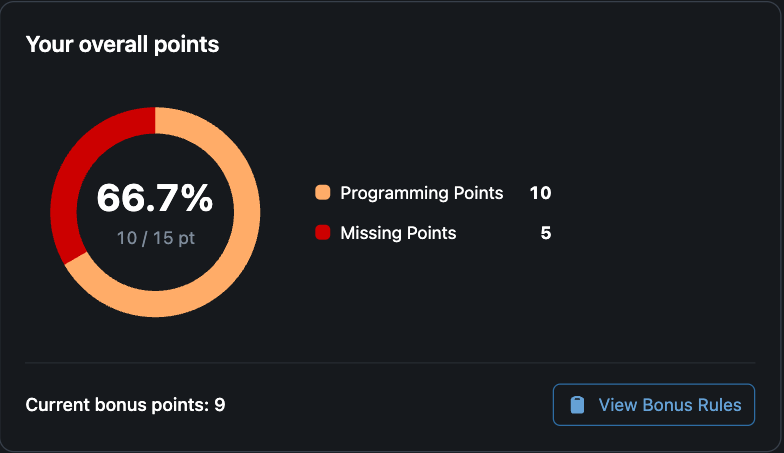 Your overall points
66.7%
10 / 15 pt
Programming Points 10
Missing Points 5
Current bonus points: 9
View Bonus Rules